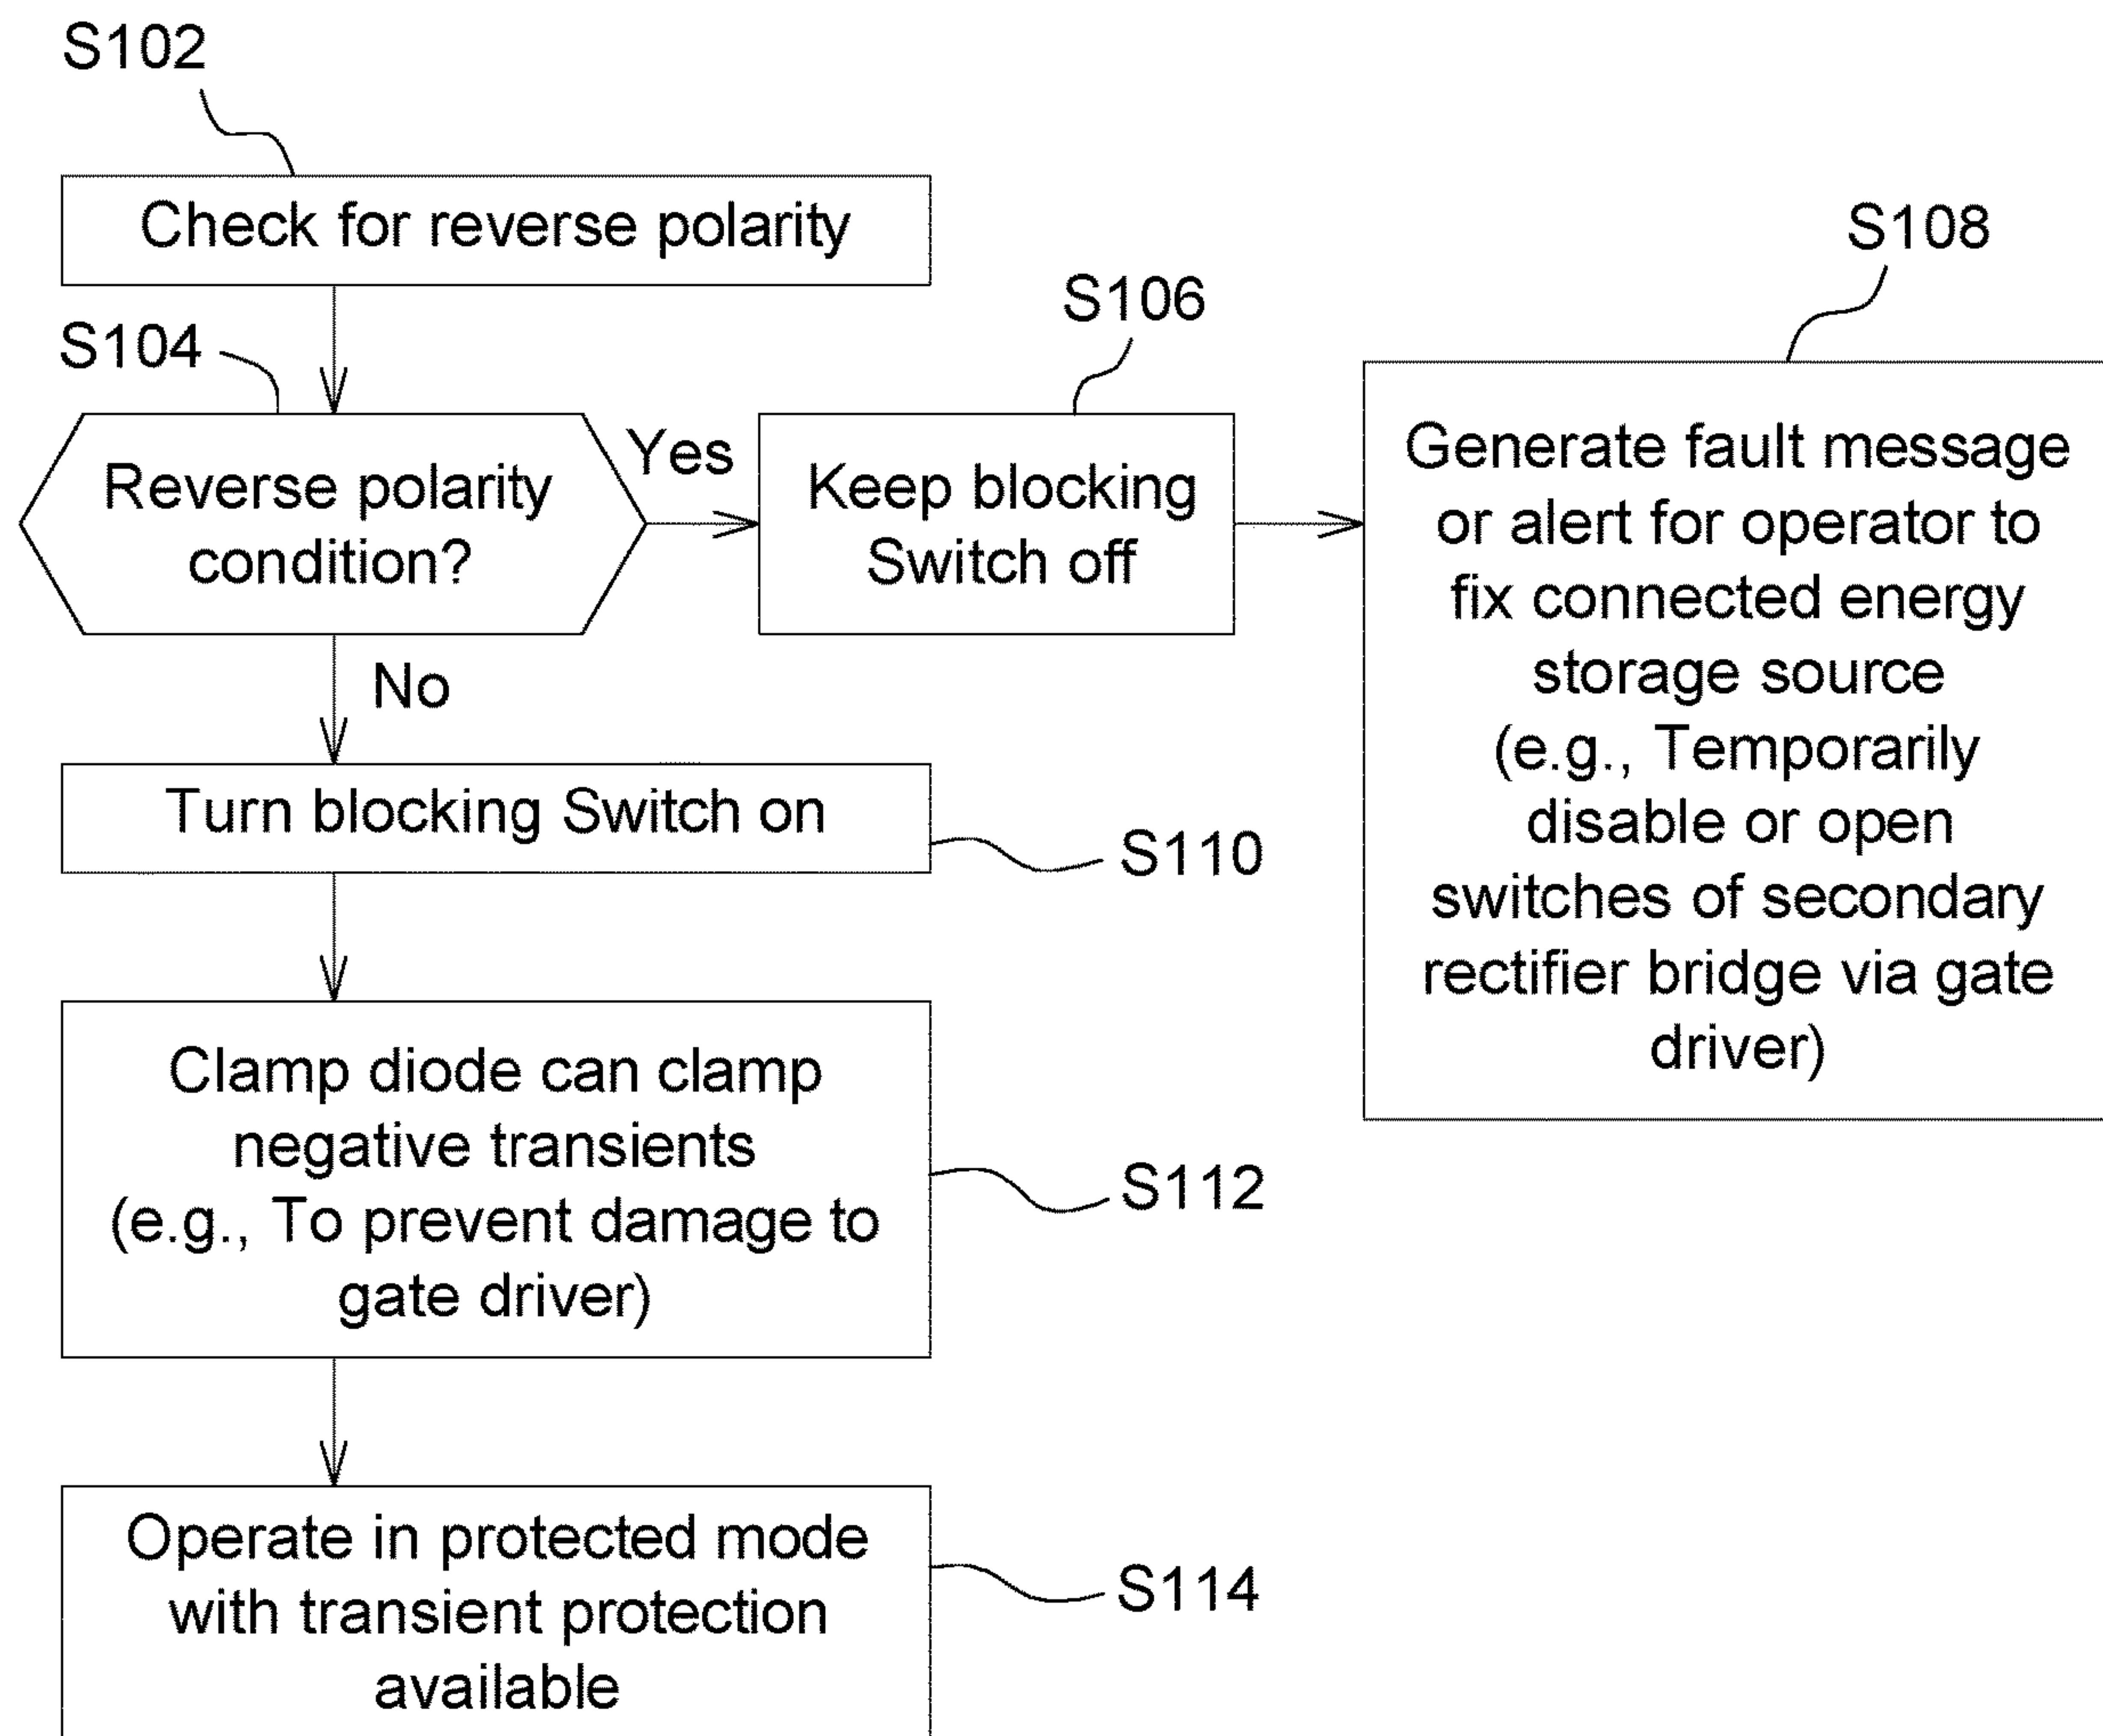 S102
Check for reverse polarity
S104
Reverse polarity
condition?
Yes
No
S106
Keep blocking
Switch off
S108
Generate fault message
or alert for operator to
fix connected energy
storage source
(e.g., Temporarily
disable or open
switches of secondary
rectifier bridge via gate
driver)
Turn blocking Switch on
S110
Clamp diode can clamp
negative transients
(e.g., To prevent damage to
gate driver)
S112
Operate in protected mode
with transient protection
available
S114